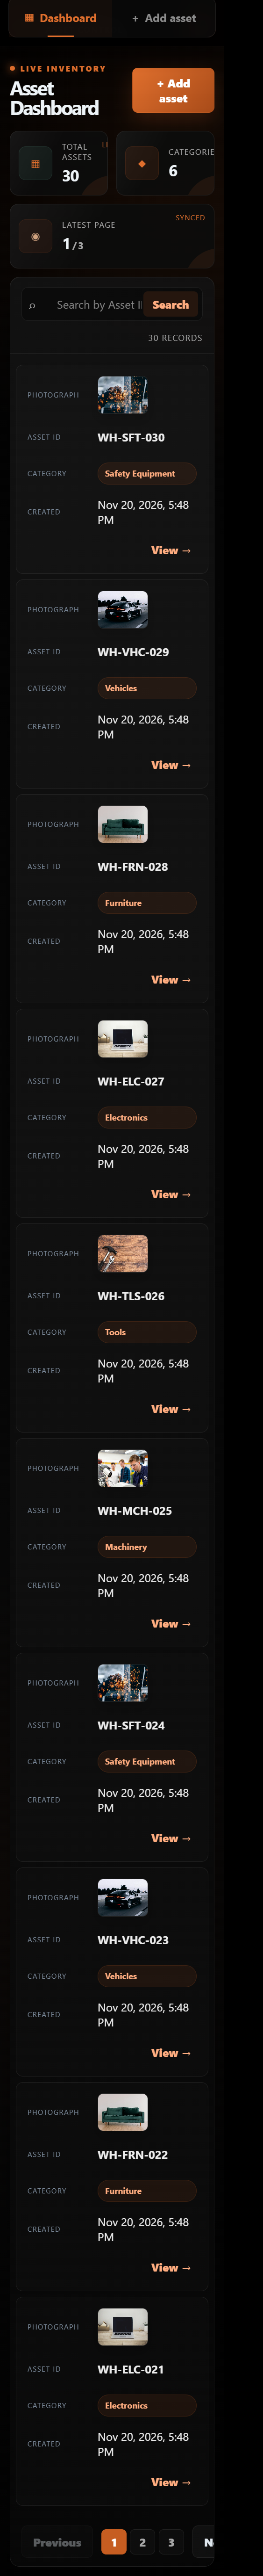 Dashboard
+ Add asset
LIVE INVENTORY
Asset
Dashboard
+ Add
asset
TOTAL
ASSETS
30
CATEGORIE
6
LATEST PAGE
1 / 3
SYNCED
Search by Asset I
Search
30 RECORDS
PHOTOGRAPH
ASSET ID
WH-SFT-030
CATEGORY
Safety Equipment
CREATED
Nov 20, 2026, 5:48
PM
View →
PHOTOGRAPH
ASSET ID
WH-VHC-029
CATEGORY
Vehicles
CREATED
Nov 20, 2026, 5:48
PM
View →
PHOTOGRAPH
ASSET ID
WH-FRN-028
CATEGORY
Furniture
CREATED
Nov 20, 2026, 5:48
PM
View →
PHOTOGRAPH
ASSET ID
WH-ELC-027
CATEGORY
Electronics
CREATED
Nov 20, 2026, 5:48
PM
View →
PHOTOGRAPH
ASSET ID
WH-TLS-026
CATEGORY
Tools
CREATED
Nov 20, 2026, 5:48
PM
View →
PHOTOGRAPH
ASSET ID
WH-MCH-025
CATEGORY
Machinery
CREATED
Nov 20, 2026, 5:48
PM
View →
PHOTOGRAPH
ASSET ID
WH-SFT-024
CATEGORY
Safety Equipment
CREATED
Nov 20, 2026, 5:48
PM
View →
PHOTOGRAPH
ASSET ID
WH-VHC-023
CATEGORY
Vehicles
CREATED
Nov 20, 2026, 5:48
PM
View →
PHOTOGRAPH
ASSET ID
WH-FRN-022
CATEGORY
Furniture
CREATED
Nov 20, 2026, 5:48
PM
View →
PHOTOGRAPH
ASSET ID
WH-ELC-021
CATEGORY
Electronics
CREATED
Nov 20, 2026, 5:48
PM
View →
Previous 1 2 3